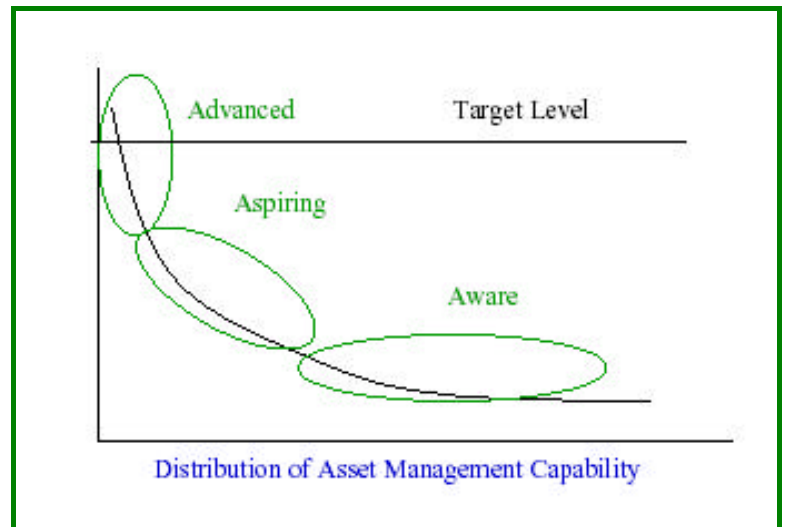 Advanced
Target Level
Aspiring
Aware
Distribution of Asset Management Capability